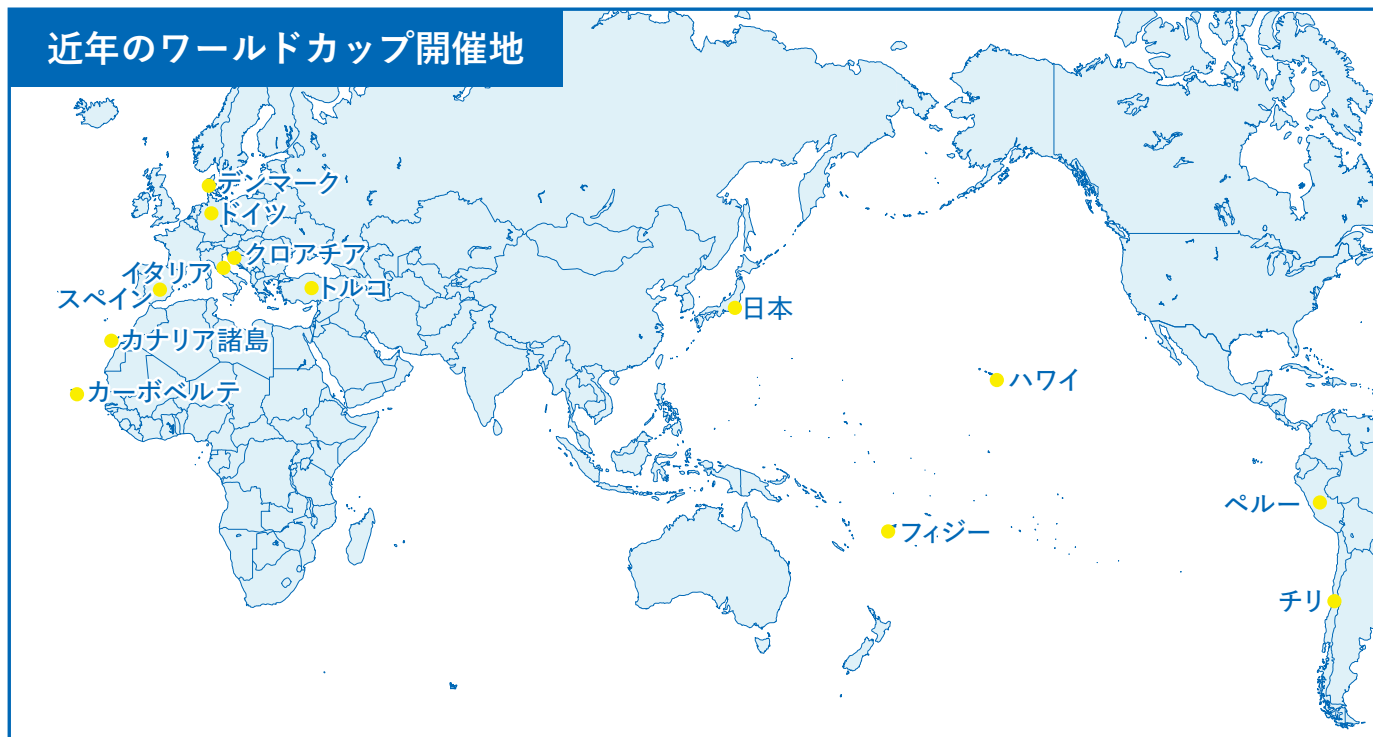 近年のワールドカップ開催地
デンマーク
ドイツ
クロアチア
イタリア
トルコ
スペイン
日本
カナリア諸島
ハワイ
カーボベルテ
ペルー
フィジー
チリ